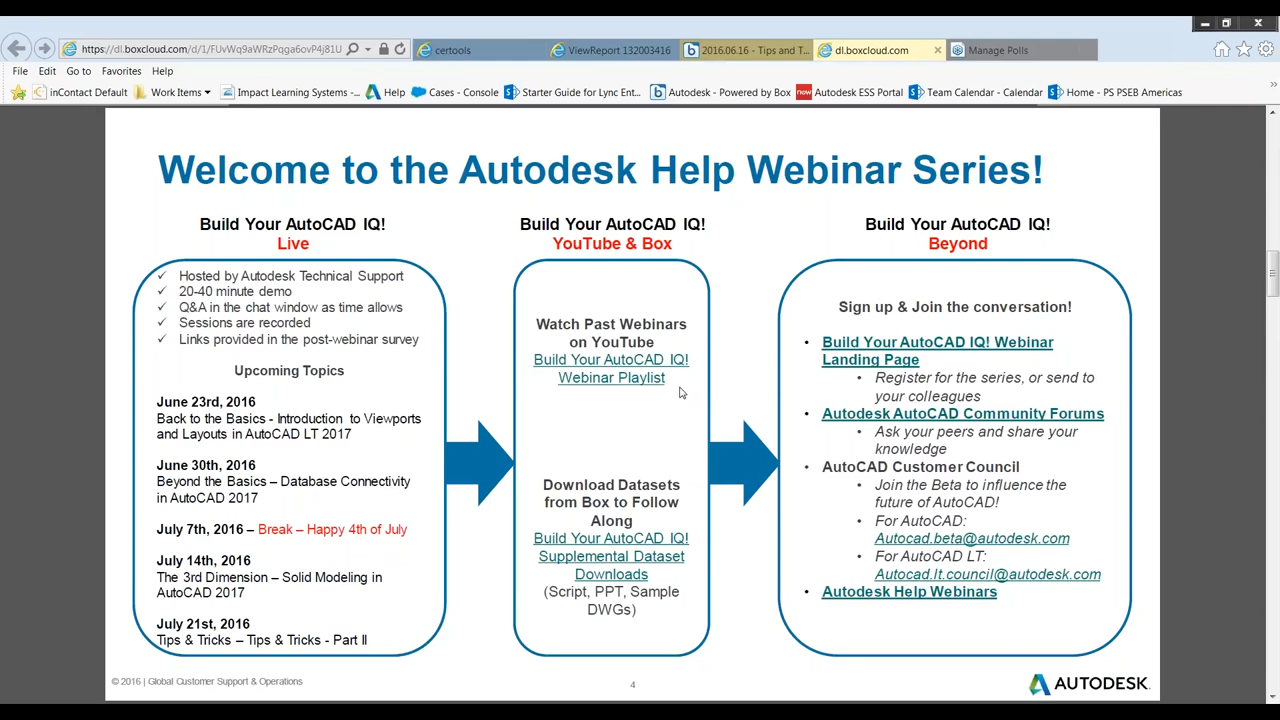 https://dl.boxcloud.com/d/1/FUvWq9aWRzPqga6ovP4j81U
certools
ViewReport 132003416
2016.06.16 - Tips and T...
dl.boxcloud.com
Manage Polls
File Edit Go to Favorites Help
inContact Default
Work Items
Impact Learning Systems -...
Help
Cases - Console
Starter Guide for Lync Ent...
Autodesk - Powered by Box
now
Autodesk ESS Portal
Team Calendar - Calendar
Home - PS PSEB Americas
Welcome to the Autodesk Help Webinar Series!
Build Your AutoCAD IQ!
Live
Hosted by Autodesk Technical Support
20-40 minute demo
Q&A in the chat window as time allows
Sessions are recorded
Links provided in the post-webinar survey
Upcoming Topics
June 23rd, 2016
Back to the Basics - Introduction to Viewports
and Layouts in AutoCAD LT 2017
June 30th, 2016
Beyond the Basics – Database Connectivity
in AutoCAD 2017
July 7th, 2016 – Break – Happy 4th of July
July 14th, 2016
The 3rd Dimension – Solid Modeling in
AutoCAD 2017
July 21st, 2016
Tips & Tricks – Tips & Tricks - Part II
Build Your AutoCAD IQ!
YouTube & Box
Watch Past Webinars
on YouTube
Build Your AutoCAD IQ!
Webinar Playlist
Download Datasets
from Box to Follow
Along
Build Your AutoCAD IQ!
Supplemental Dataset
Downloads
(Script, PPT, Sample
DWGs)
Build Your AutoCAD IQ!
Beyond
Sign up & Join the conversation!
• Build Your AutoCAD IQ! Webinar
Landing Page
• Register for the series, or send to
your colleagues
• Autodesk AutoCAD Community Forums
• Ask your peers and share your
knowledge
• AutoCAD Customer Council
• Join the Beta to influence the
future of AutoCAD!
• For AutoCAD:
Autocad.beta@autodesk.com
• For AutoCAD LT:
Autocad.lt.council@autodesk.com
• Autodesk Help Webinars
© 2016 | Global Customer Support & Operations
4
AUTODESK.